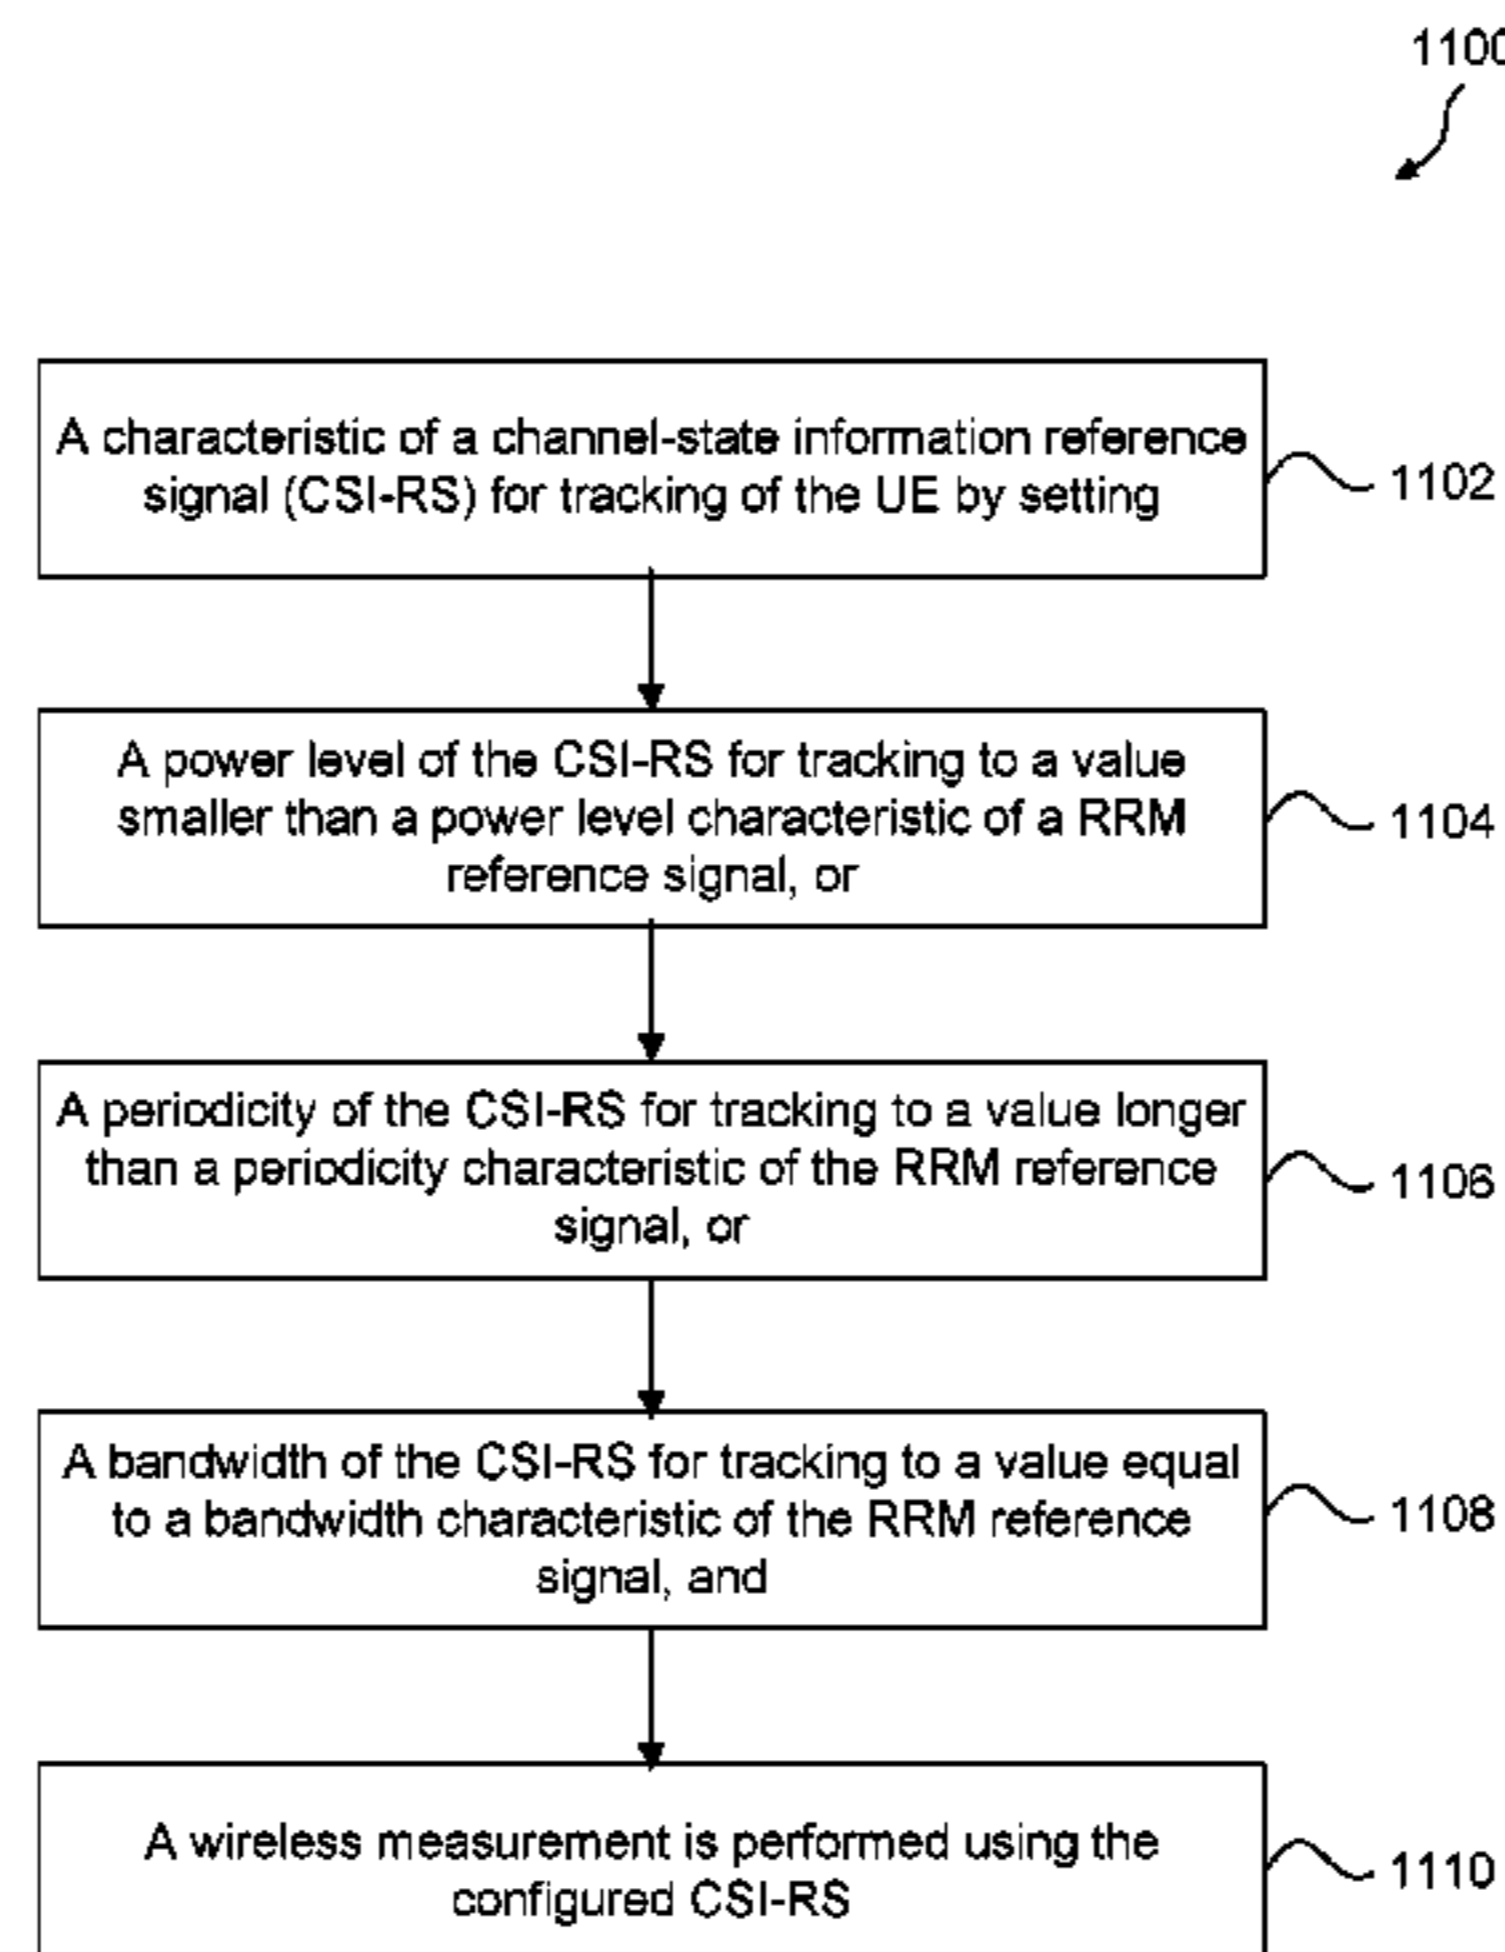 1100
A characteristic of a channel-state information reference
signal (CSI-RS) for tracking of the UE by setting
1102
A power level of the CSI-RS for tracking to a value
smaller than a power level characteristic of a RRM
reference signal, or
1104
A periodicity of the CSI-RS for tracking to a value longer
than a periodicity characteristic of the RRM reference
signal, or
1106
A bandwidth of the CSI-RS for tracking to a value equal
to a bandwidth characteristic of the RRM reference
signal, and
1108
A wireless measurement is performed using the
configured CSI-RS
1110